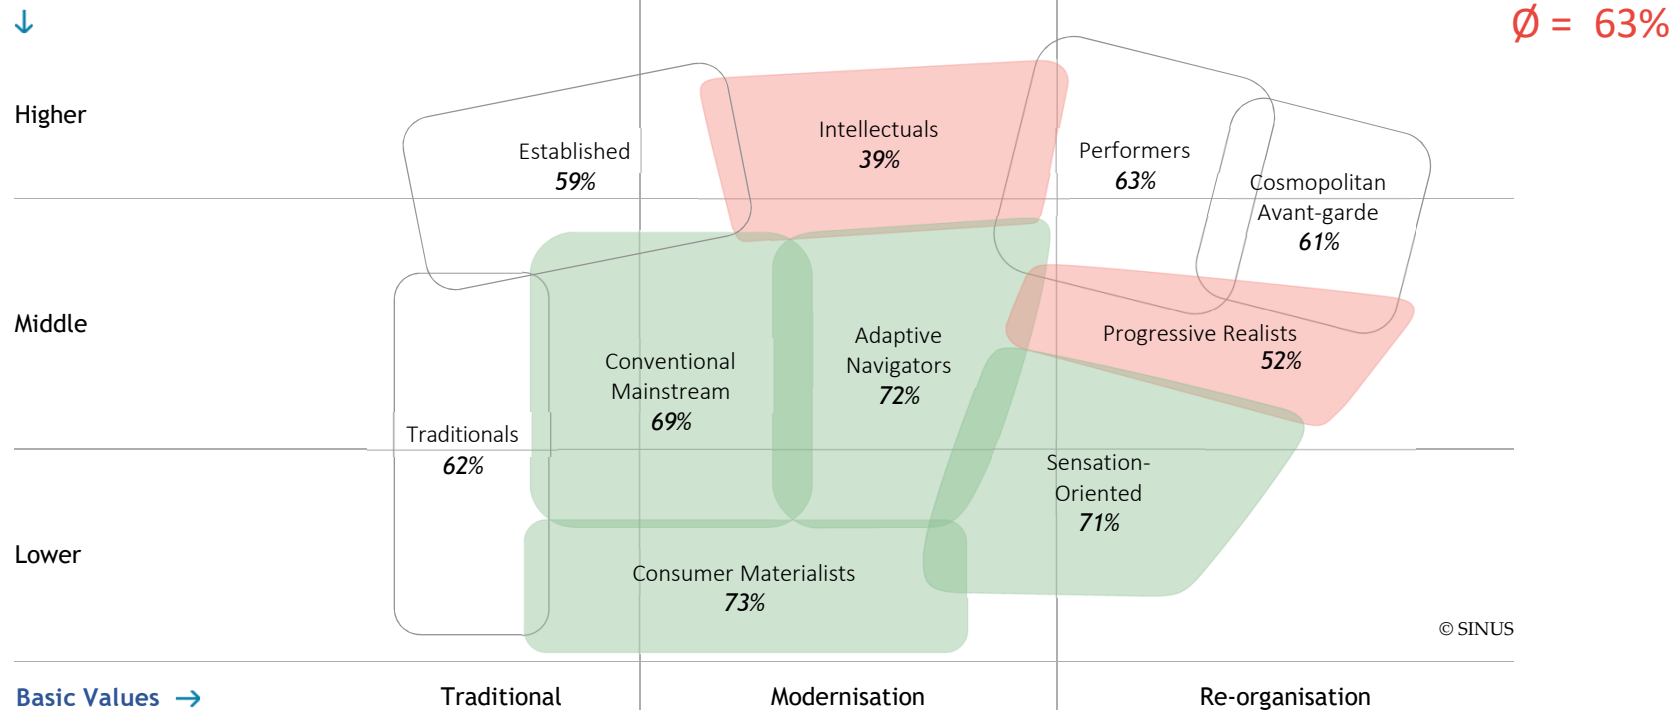 ↓
Ø = 63%
Higher
Intellectuals
39%
Established
59%
Performers
63%
Cosmopolitan
Avant-garde
61%
Middle
Adaptive
Navigators
72%
Progressive Realists
52%
Conventional
Mainstream
69%
Traditionals
62%
Sensation-
Oriented
71%
Lower
Consumer Materialists
73%
© SINUS
Basic Values →
Traditional
Modernisation
Re-organisation